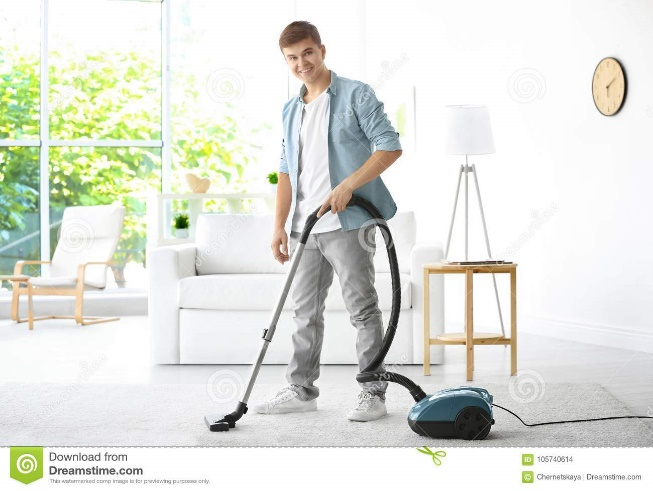 Download from
Dreamstime.com
This watermarked comp image is for previewing purposes only.
ID 105740614
Chernetskaya | Dreamstime.com